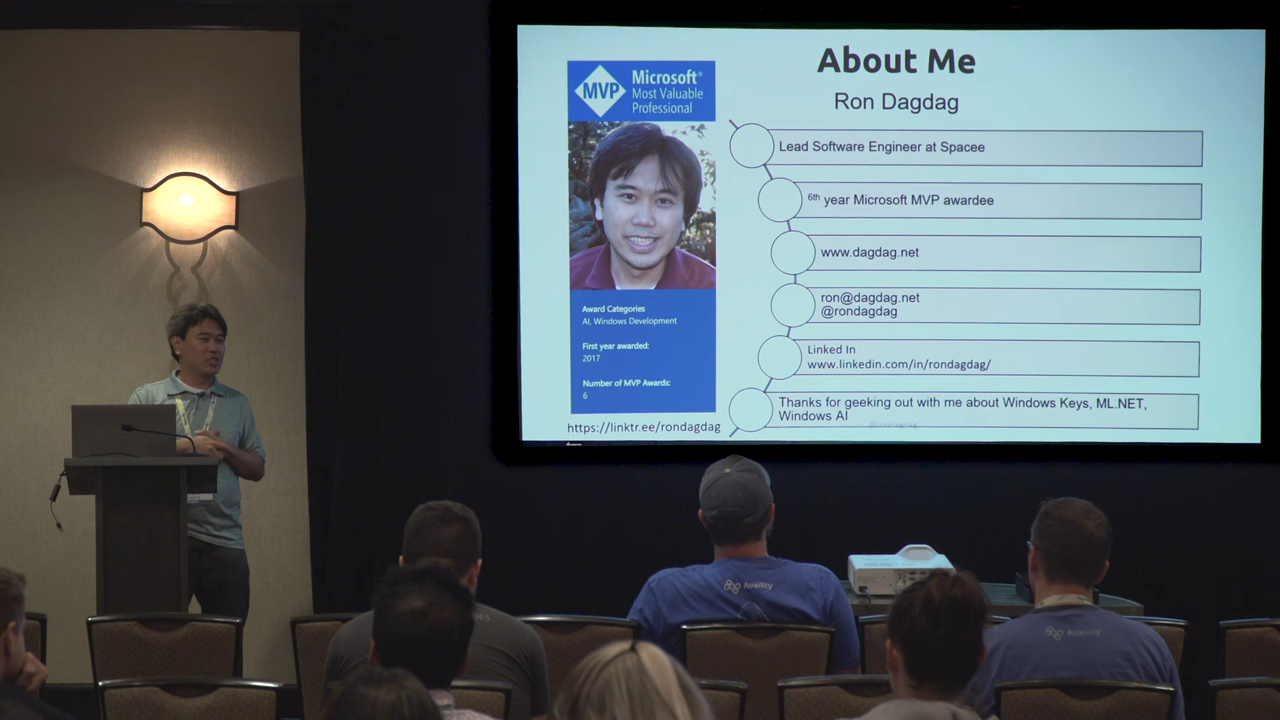 About Me
Ron Dagdag
MVP
Microsoft®
Most Valuable
Professional
Award Categories
AI, Windows Development
First year awarded:
2017
Number of MVP Awards:
6
https://linktr.ee/rondagdag
Lead Software Engineer at Spacee
6th year Microsoft MVP awardee
www.dagdag.net
ron@dagdag.net
@rondagdag
Linked In
www.linkedin.com/in/rondagdag/
Thanks for geeking out with me about Windows Keys, ML.NET,
Windows AI
@rondagdag
Availity
Availity